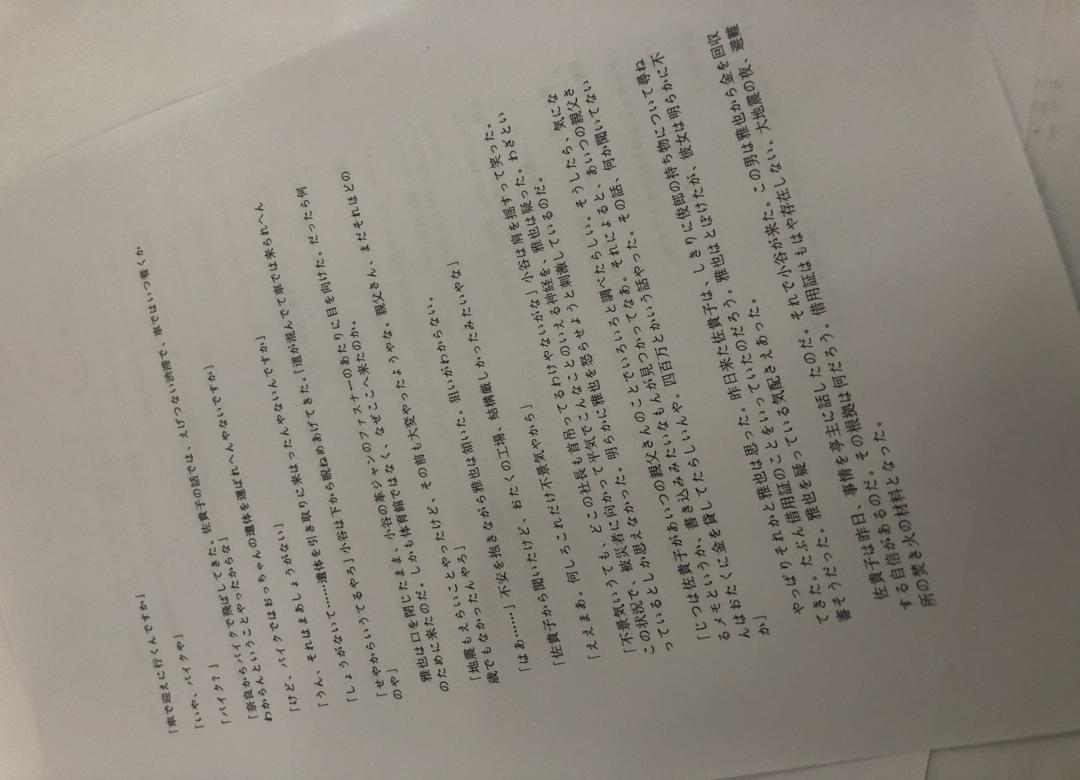 「車で迎えに行くんですか」
「いや、バイクや」
「バイク？」
「奈良からバイクで飛ばしてきた。佐貴子の話では、えげつない渋滞で、車ではいつ着くか
わからんということやったからな」
「けど、バイクではおっちゃんの遺体を運ばれへんやないですか」
「うん、それはまあしょうがない」
「しょうがないて……遺体を引き取りに来はったんやないんですか」
「せやからいうてるやろ」小谷は下から睨ねめあげてきた。「道が混んでて車では来られへん
のや」
雅也は口を閉じたまま、小谷の革ジャンのファスナーのあたりに目を向けた。だったら何
のために来たのだ。しかも体育館ではなく、なぜここへ来たのか。
「地震もえらいことやったけど、その前も大変やったようやな。親父さん、まだそれほどの
歳でもなかったんやろ」
「はあ……」不安を抱きながら雅也は頷いた。狙いがわからない。
「佐貴子から聞いたけど、おたくの工場、結構厳しかったみたいやな」
「ええまあ。何しろこれだけ不景気やから」
「不景気いうても、どこの社長も首吊ってるわけやないがな」小谷は肩を揺すって笑った。
この状況で、被災者に向かって平気でこんなことのいえる神経を、雅也は疑った。わざとい
っているとしか思えなかった。明らかに雅也を怒らせようと刺激しているのだ。
「じつは佐貴子があいつの親父さんのことでいろいろと調べたらしい。そうしたら、気にな
るメモというか、書き込みみたいなもんが見つかってなあ。それによると、あいつの親父さ
んはおたくに金を貸してたらしいんや。四百万とかいう話やった。その話、何か聞いてない
か」
やっぱりそれかと雅也は思った。昨日来た佐貴子は、しきりに俊郎の持ち物について尋ね
てきた。たぶん借用証のことをいっていたのだろう。雅也はとぼけたが、彼女は明らかに不
審そうだった。雅也を疑っている気配さえあった。
佐貴子は昨日、事情を亭主に話したのだ。それで小谷が来た。この男は雅也から金を回収
する自信があるのだ。その根拠は何だろう。借用証はもはや存在しない。大地震の夜、避難
所の焚き火の材料となった。